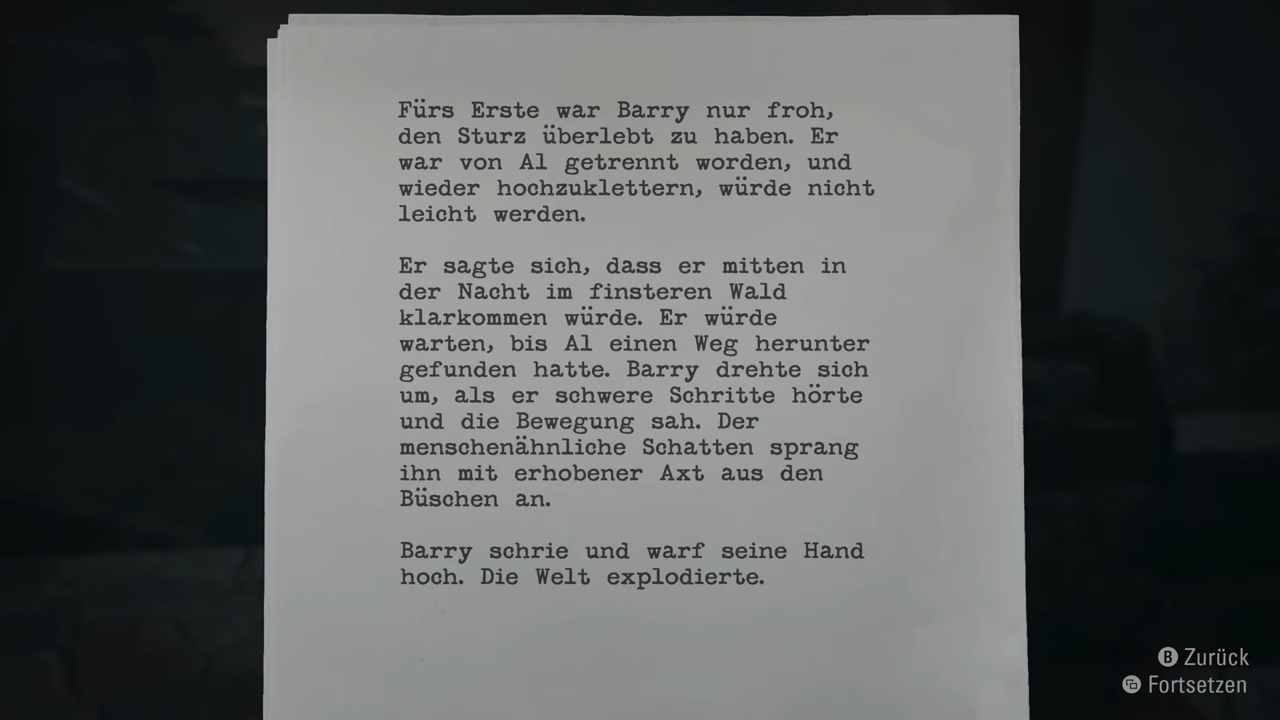 Fürs Erste war Barry nur froh,
den Sturz überlebt zu haben. Er
war von Al getrennt worden, und
wieder hochzuklettern, würde nicht
leicht werden.
Er sagte sich, dass er mitten in
der Nacht im finsteren Wald
klarkommen würde. Er würde
warten, bis Al einen Weg herunter
gefunden hatte. Barry drehte sich
um, als er schwere Schritte hörte
und die Bewegung sah. Der
menschenähnliche Schatten sprang
ihn mit erhobener Axt aus den
Büschen an.
Barry schrie und warf seine Hand
hoch. Die Welt explodierte.
B Zurück
Fortsetzen